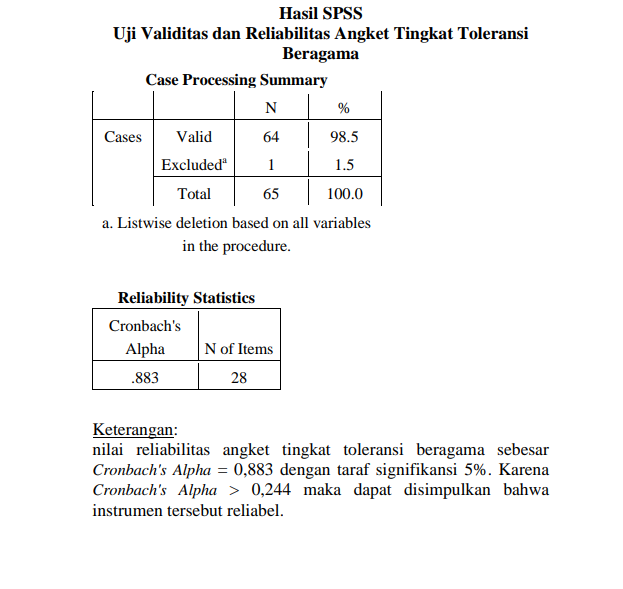 Hasil SPSS
Uji Validitas dan Reliabilitas Angket Tingkat Toleransi
Beragama
Case Processing Summary
N %
Cases Valid 64 98.5
Excludedᵃ 1 1.5
Total 65 100.0
a. Listwise deletion based on all variables
in the procedure.
Reliability Statistics
Cronbach's
Alpha N of Items
.883 28
Keterangan:
nilai reliabilitas angket tingkat toleransi beragama sebesar
Cronbach's Alpha = 0,883 dengan taraf signifikansi 5%. Karena
Cronbach's Alpha > 0,244 maka dapat disimpulkan bahwa
instrumen tersebut reliabel.